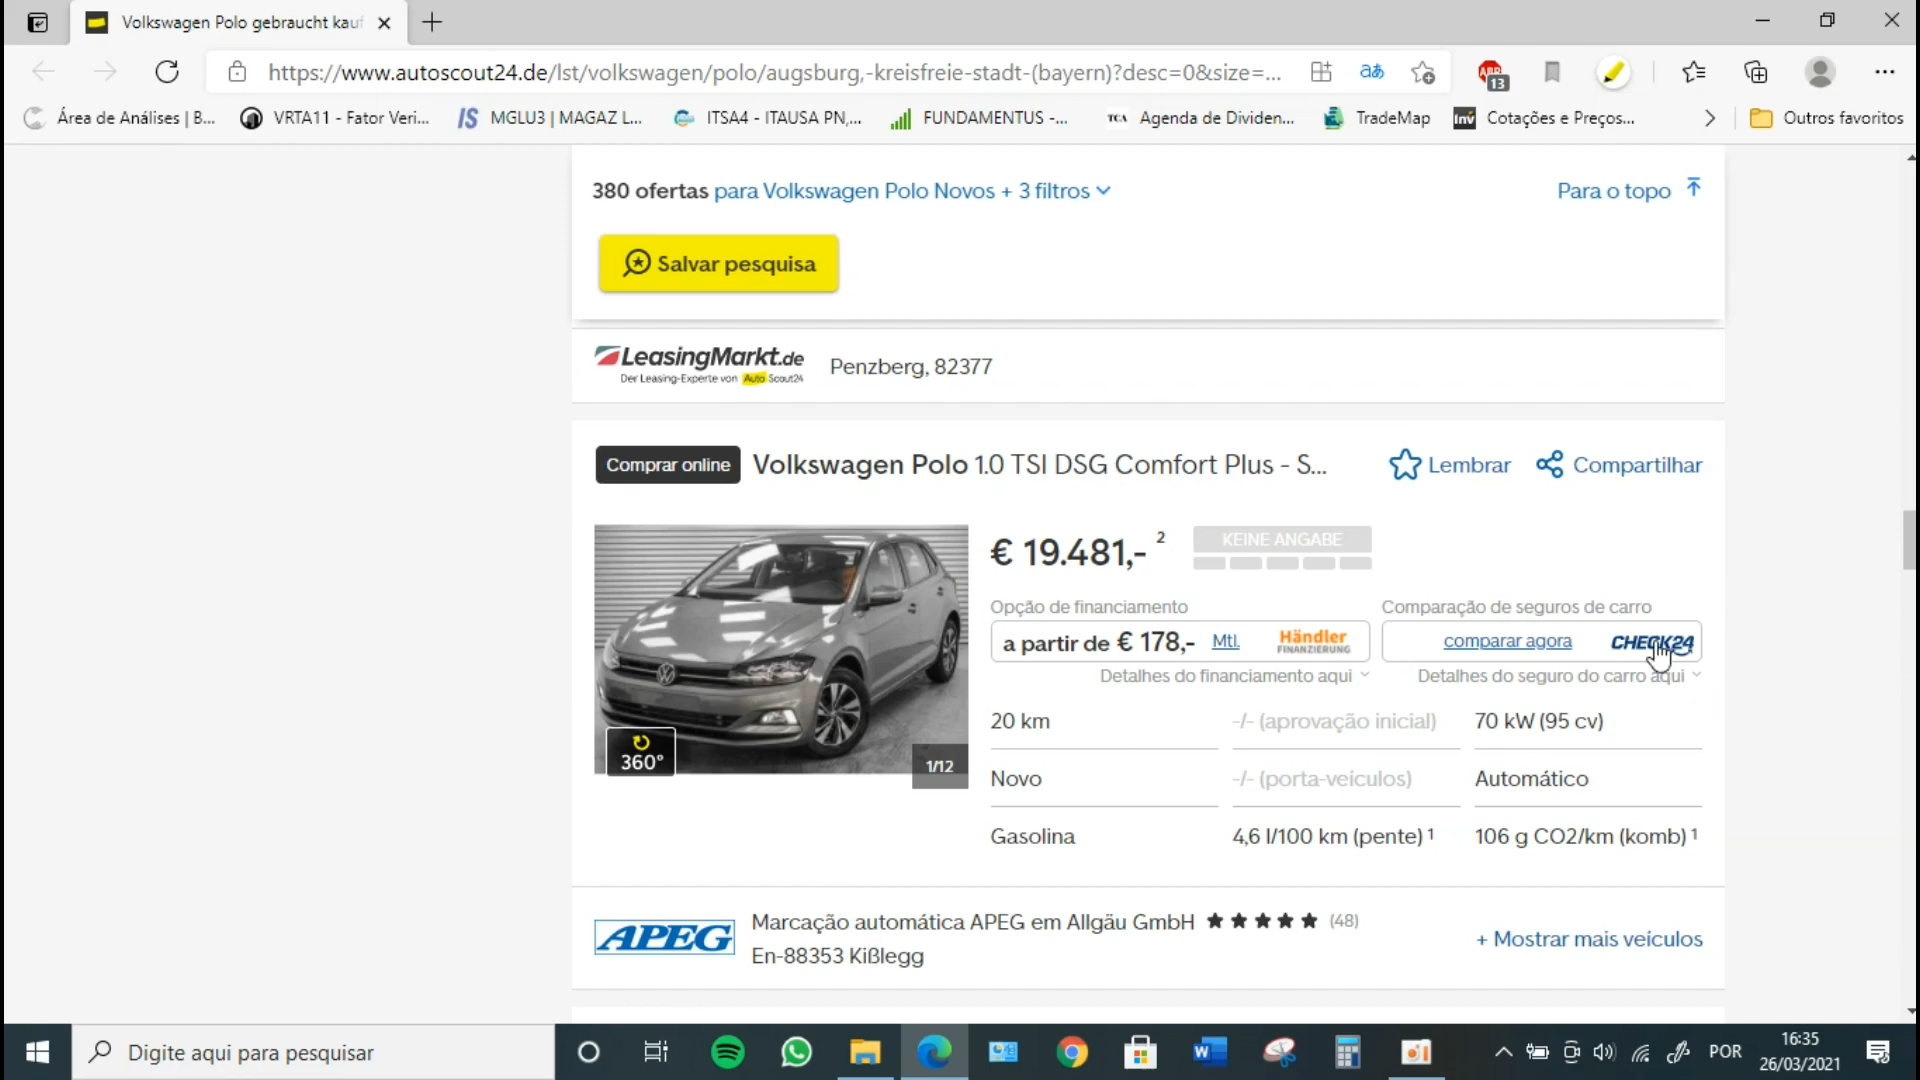 Volkswagen Polo gebraucht kauf
https://www.autoscout24.de/lst/volkswagen/polo/augsburg,-kreisfreie-stadt-(bayern)?desc=0&size=...
aあ
ABP
13
Área de Análises | B...
VRTA11 - Fator Veri...
MGLU3 | MAGAZ L...
ITSA4 - ITAUSA PN,...
FUNDAMENTUS -...
TCA Agenda de Dividen...
TradeMap
Inv Cotações e Preços...
Outros favoritos
380 ofertas para Volkswagen Polo Novos + 3 filtros
Para o topo
Salvar pesquisa
LeasingMarkt.de
Der Leasing-Experte von Auto Scout24
Penzberg, 82377
Comprar online
Volkswagen Polo 1.0 TSI DSG Comfort Plus - S...
Lembrar
Compartilhar
€ 19.481,- 2
KEINE ANGABE
Opção de financiamento
Comparação de seguros de carro
a partir de € 178,- Mtl.
Händler
FINANZIERUNG
comparar agora
CHECK24
Detalhes do financiamento aqui
Detalhes do seguro do carro aqui
360°
1/12
20 km
-/- (aprovação inicial)
70 kW (95 cv)
Novo
-/- (porta-veículos)
Automático
Gasolina
4,6 l/100 km (pente) 1
106 g CO2/km (komb) 1
APEG
Marcação automática APEG em Allgäu GmbH ★★★★★ (48)
En-88353 Kißlegg
+ Mostrar mais veículos
Digite aqui para pesquisar
POR
16:35
26/03/2021